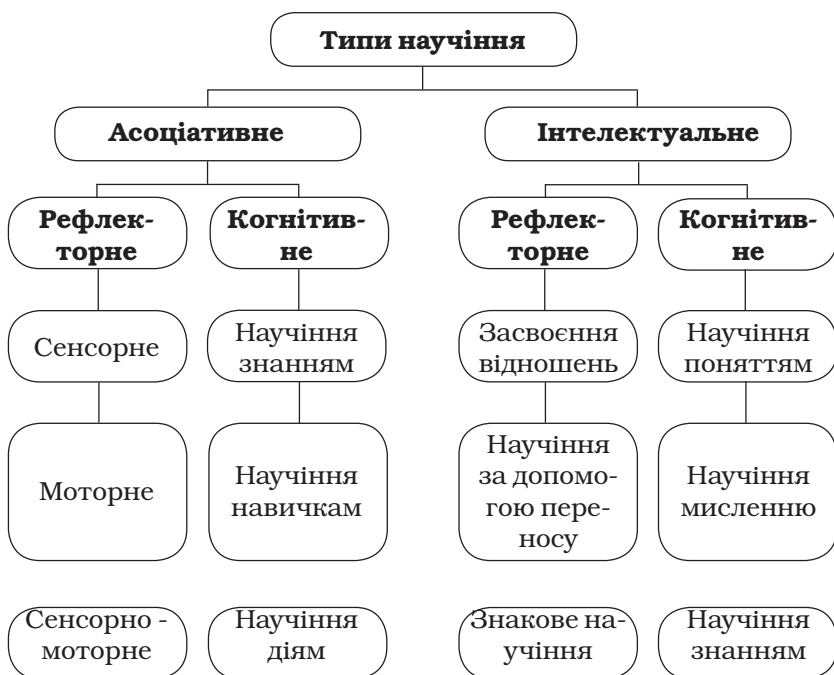 Типи научіння
Асоціативне
Інтелектуальне
Рефлек-
торне
Когнітив-
не
Рефлек-
торне
Когнітив-
не
Сенсорне
Научіння
знанням
Засвоєння
відношень
Научіння
поняттям
Моторне
Научіння
навичкам
Научіння
за допомо-
гою пере-
носу
Научіння
мисленню
Сенсорно -
моторне
Научіння
діям
Знакове на-
учіння
Научіння
знанням